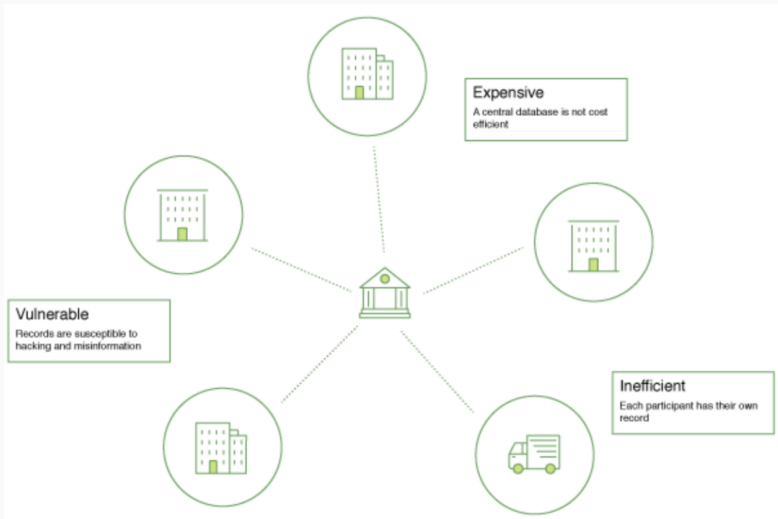 Expensive
A central database is not cost
efficient
Vulnerable
Records are susceptible to
hacking and misinformation
Inefficient
Each participant has their own
record